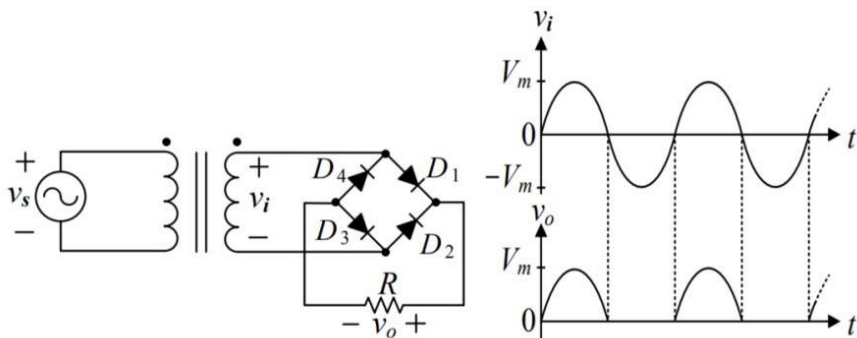 +
v_s
−
+
v_i
−
D_4
D_1
D_3
D_2
R
− v_o +
v_i
V_m
0
t
−V_m
v_o
V_m
0
t